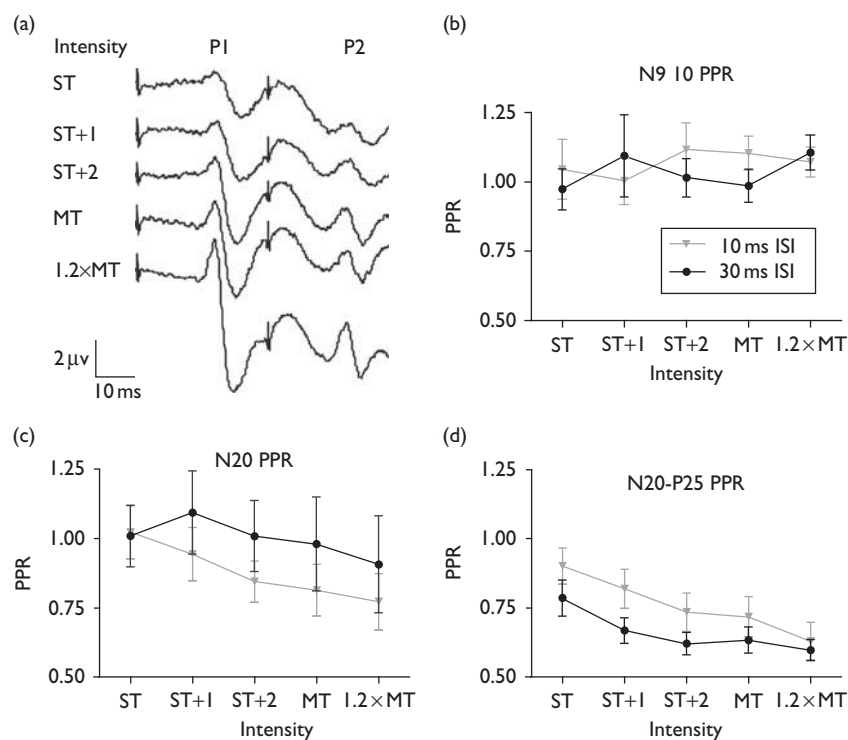 (a)
Intensity P1 P2
ST
ST+1
ST+2
MT
1.2×MT
2 μv
10 ms
(b)
N9 10 PPR
PPR
1.25
1.00
0.75
0.50
10 ms ISI
30 ms ISI
ST ST+1 ST+2 MT 1.2×MT
Intensity
(c)
N20 PPR
PPR
1.25
1.00
0.75
0.50
ST ST+1 ST+2 MT 1.2×MT
Intensity
(d)
N20-P25 PPR
PPR
1.25
1.00
0.75
0.50
ST ST+1 ST+2 MT 1.2×MT
Intensity